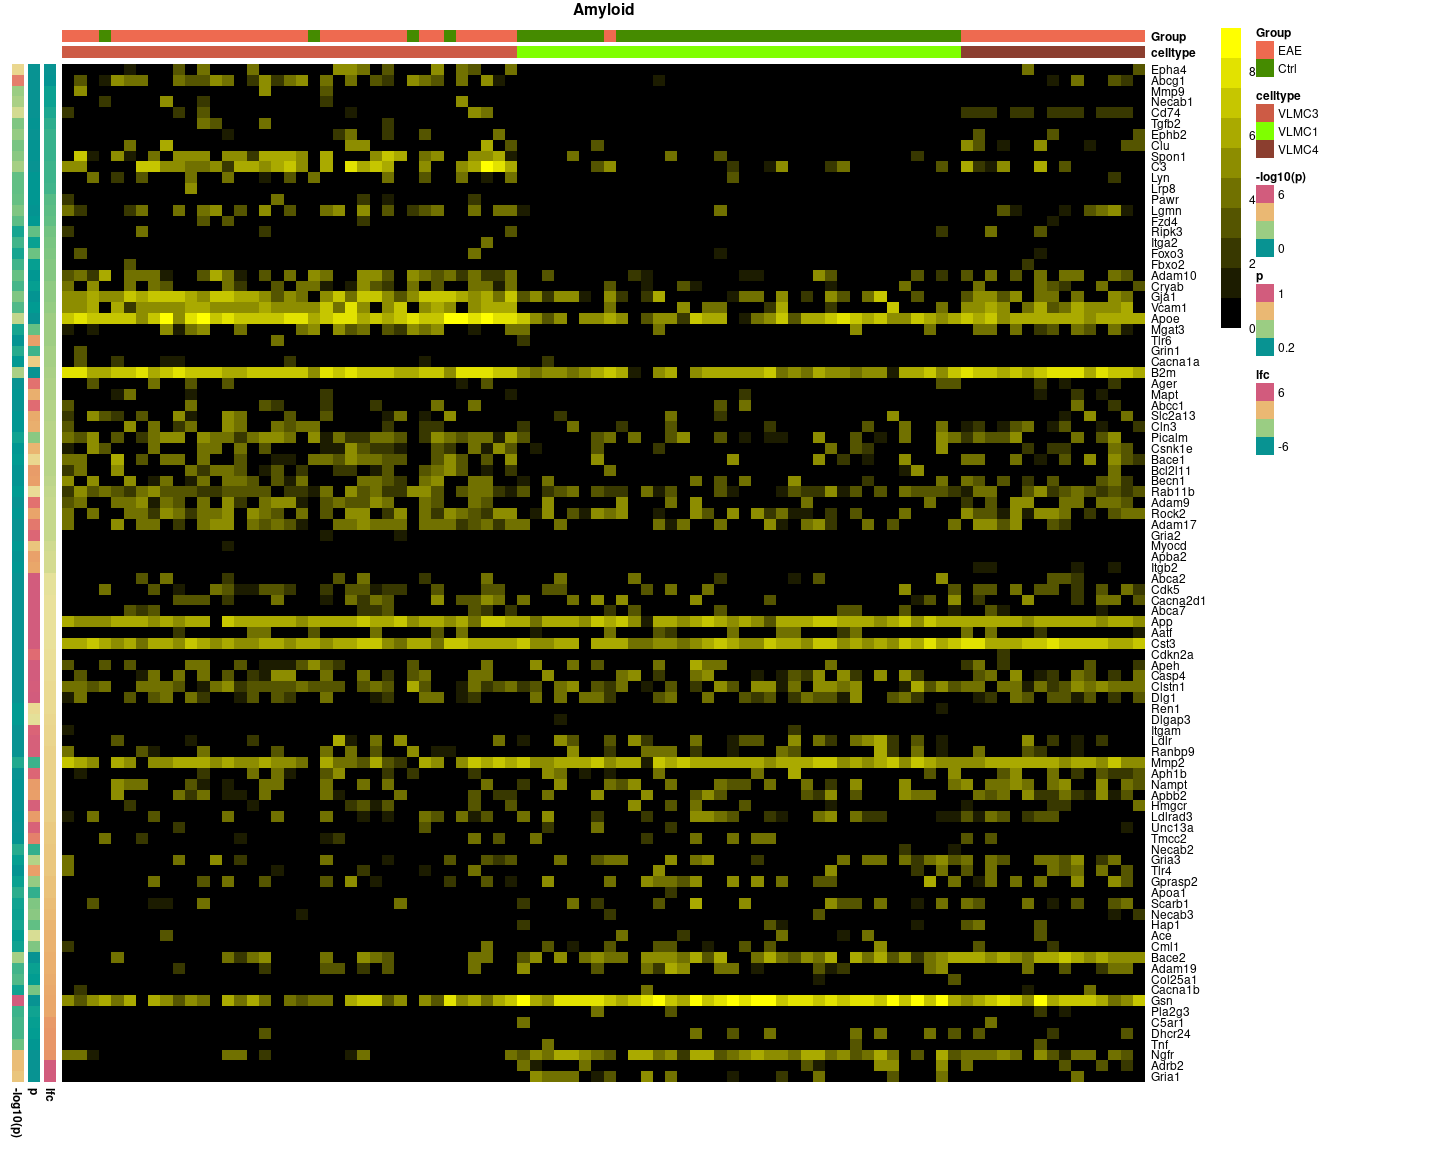 Amyloid
Group
celltype
Epha4
Abcg1
Mmp9
Necab1
Cd74
Tgfb2
Ephb2
Clu
Spon1
C3
Lyn
Lrp8
Pawr
Lgmn
Fzd4
Ripk3
Itga2
Foxo3
Fbxo2
Adam10
Cryab
Gja1
Vcam1
Apoe
Mgat3
Tlr6
Grin1
Cacna1a
B2m
Ager
Mapt
Abcc1
Slc2a13
Cln3
Picalm
Csnk1e
Bace1
Bcl2l11
Becn1
Rab11b
Adam9
Rock2
Adam17
Gria2
Myocd
Apba2
Itgb2
Abca2
Cdk5
Cacna2d1
Abca7
App
Aatf
Cst3
Cdkn2a
Apeh
Casp4
Clstn1
Dlg1
Ren1
Dlgap3
Itgam
Ldlr
Ranbp9
Mmp2
Aph1b
Nampt
Apbb2
Hmgcr
Ldlrad3
Unc13a
Tmcc2
Necab2
Gria3
Tlr4
Gprasp2
Apoa1
Scarb1
Necab3
Hap1
Ace
Cml1
Bace2
Adam19
Col25a1
Cacna1b
Gsn
Pla2g3
C5ar1
Dhcr24
Tnf
Ngfr
Adrb2
Gria1
8
6
4
2
0
Group
EAE
Ctrl
celltype
VLMC3
VLMC1
VLMC4
-log10(p)
6
0
p
1
0.2
lfc
6
-6
-log10(p)
p
lfc